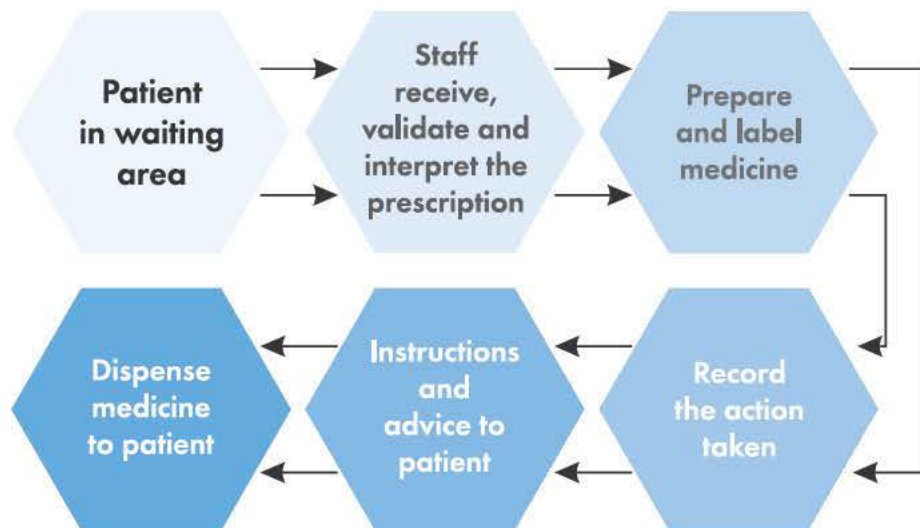 Patient
in waiting
area
Staff
receive,
validate and
interpret the
prescription
Prepare
and label
medicine
Record
the action
taken
Instructions
and
advice to
patient
Dispense
medicine
to patient